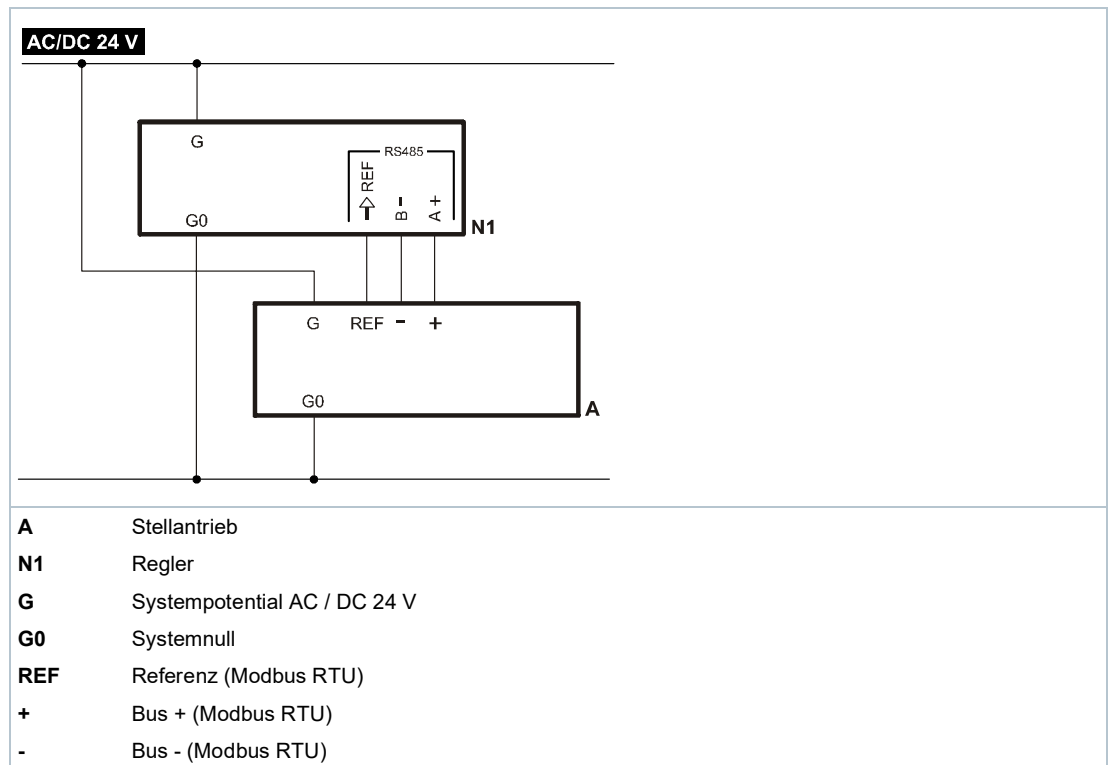 AC/DC 24 V
G
RS485
REF
B -
A +
G0
N1
G REF - +
G0
A
A Stellantrieb
N1 Regler
G Systempotential AC / DC 24 V
G0 Systemnull
REF Referenz (Modbus RTU)
+ Bus + (Modbus RTU)
- Bus - (Modbus RTU)